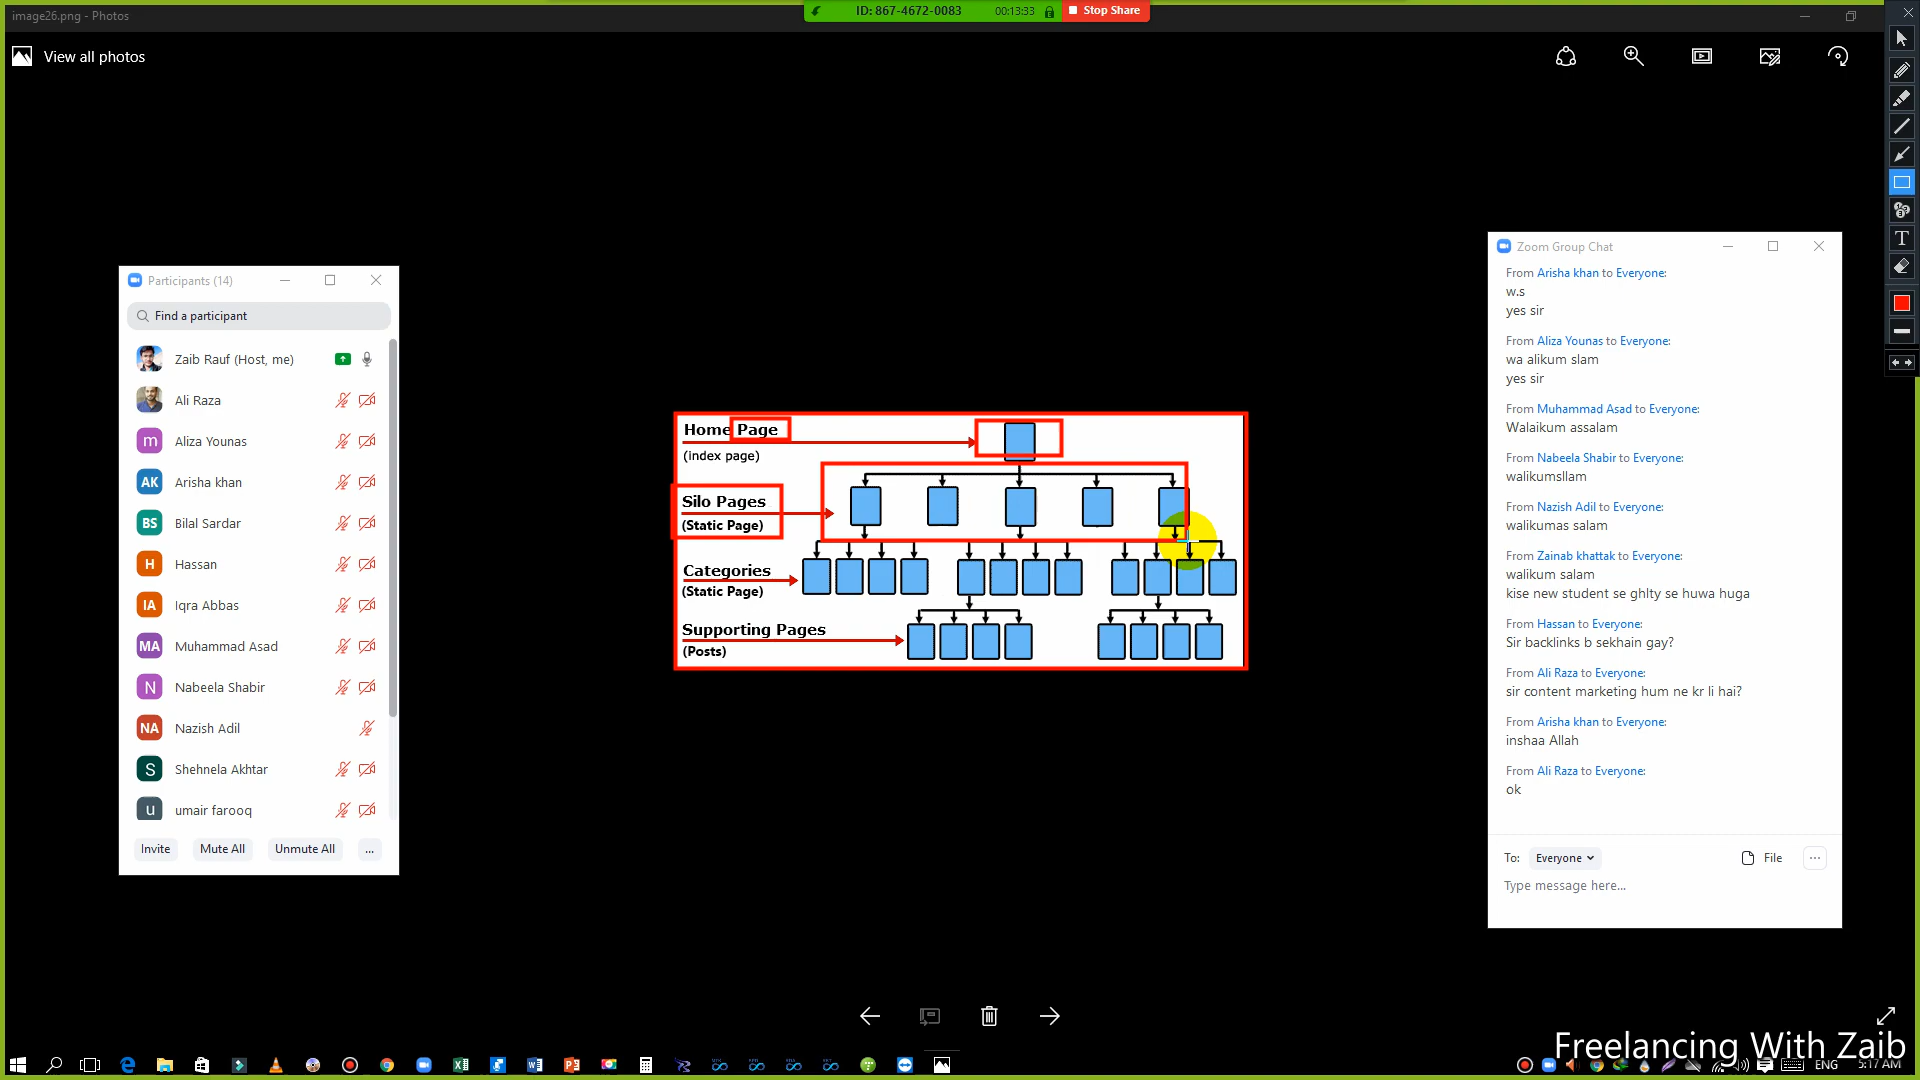 image26.png - Photos
ID: 867-4672-0083
00:13:33
Stop Share
View all photos
Participants (14)
Find a participant
Zaib Rauf (Host, me)
Ali Raza
m
Aliza Younas
AK
Arisha khan
BS
Bilal Sardar
H
Hassan
IA
Iqra Abbas
MA
Muhammad Asad
N
Nabeela Shabir
NA
Nazish Adil
S
Shehnela Akhtar
u
umair farooq
Invite
Mute All
Unmute All
...
Home Page
(index page)
Silo Pages
(Static Page)
Categories
(Static Page)
Supporting Pages
(Posts)
Zoom Group Chat
From Arisha khan to Everyone:
w.s
yes sir
From Aliza Younas to Everyone:
wa alikum slam
yes sir
From Muhammad Asad to Everyone:
Walaikum assalam
From Nabeela Shabir to Everyone:
walikumsllam
From Nazish Adil to Everyone:
walikumas salam
From Zainab khattak to Everyone:
walikum salam
kise new student se ghlty se huwa huga
From Hassan to Everyone:
Sir backlinks b sekhain gay?
From Ali Raza to Everyone:
sir content marketing hum ne kr li hai?
From Arisha khan to Everyone:
inshaa Allah
From Ali Raza to Everyone:
ok
To:
Everyone
File
...
Type message here...
T
Freelancing With Zaib
ENG
5:17 AM